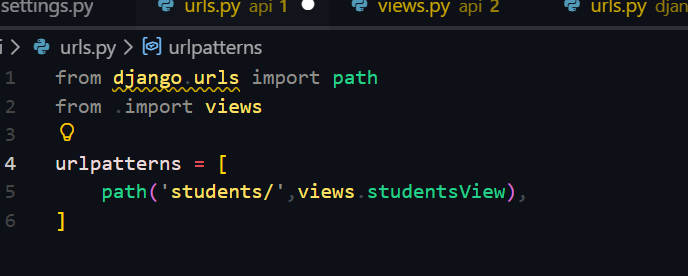 settings.py urls.py api 1 views.py api 2 urls.py djan
i > urls.py > urlpatterns
1 from django.urls import path
2 from .import views
3
4 urlpatterns = [
5 path('students/',views.studentsView),
6 ]